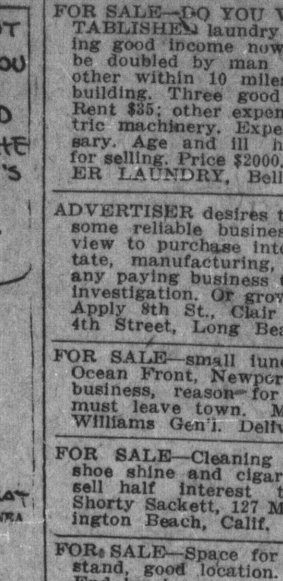 OT
OU
D
HE
'S
FOR SALE—DO YOU
TABLISHED laundry
ing good income now
be doubled by man
other within 10 miles
building. Three good
Rent $35; other expen
tric machinery. Expe
sary. Age and ill h
for selling. Price $2000.
ER LAUNDRY, Bell
ADVERTISER desires t
some reliable busines
view to purchase inte
tate, manufacturing,
any paying business t
investigation. Or grov
Apply 8th St., Clair
4th Street, Long Bea
FOR SALE—small lunc
Ocean Front, Newpor
business, reason for
must leave town. M
Williams Gen'l. Deliv
FOR SALE—Cleaning
shoe shine and cigar
sell half interest t
Shorty Sackett, 127 M
ington Beach, Calif.
FOR SALE—Space for
stand, good location.